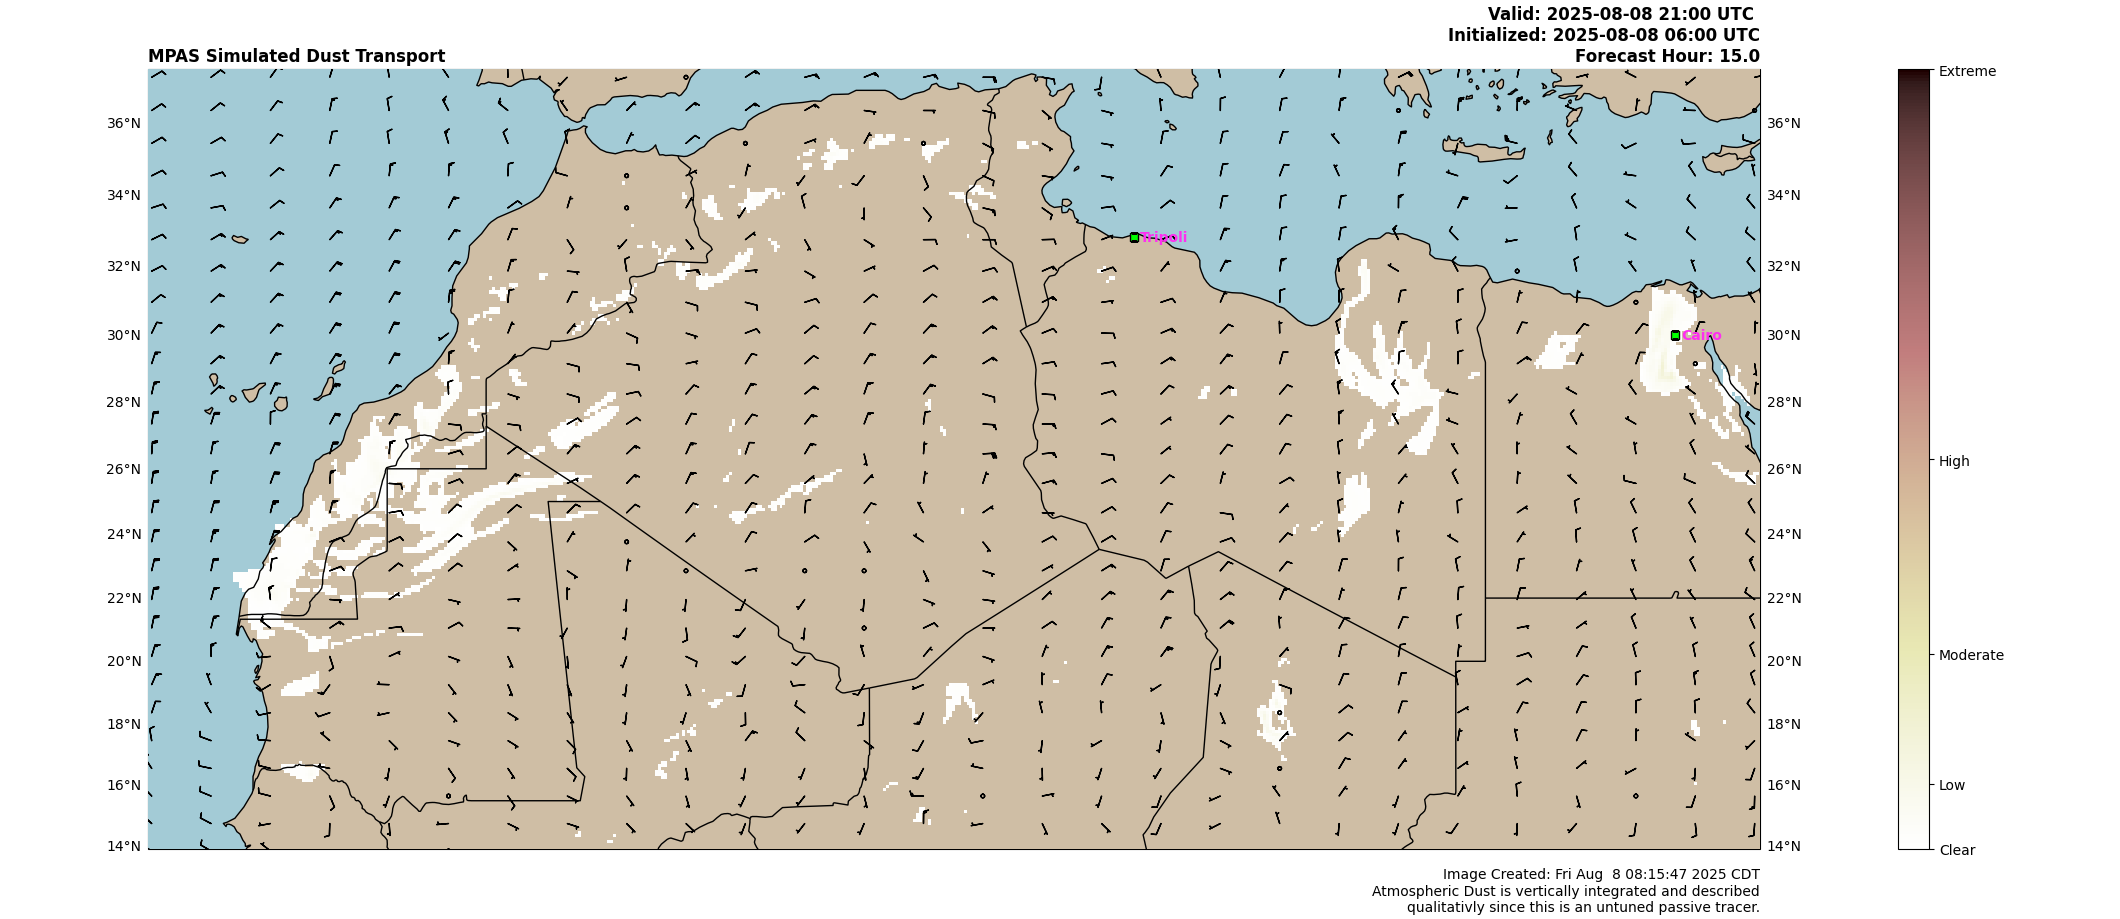 Valid: 2025-08-08 21:00 UTC
Initialized: 2025-08-08 06:00 UTC
MPAS Simulated Dust Transport
Forecast Hour: 15.0
Extreme
36°N
36°N
34°N
34°N
Tripoli
32°N
32°N
30°N
Cairo
30°N
28°N
28°N
26°N
26°N
High
24°N
24°N
22°N
22°N
20°N
20°N
Moderate
18°N
18°N
16°N
16°N
Low
14°N
14°N
Clear
Image Created: Fri Aug  8 08:15:47 2025 CDT
Atmospheric Dust is vertically integrated and described
qualitativly since this is an untuned passive tracer.